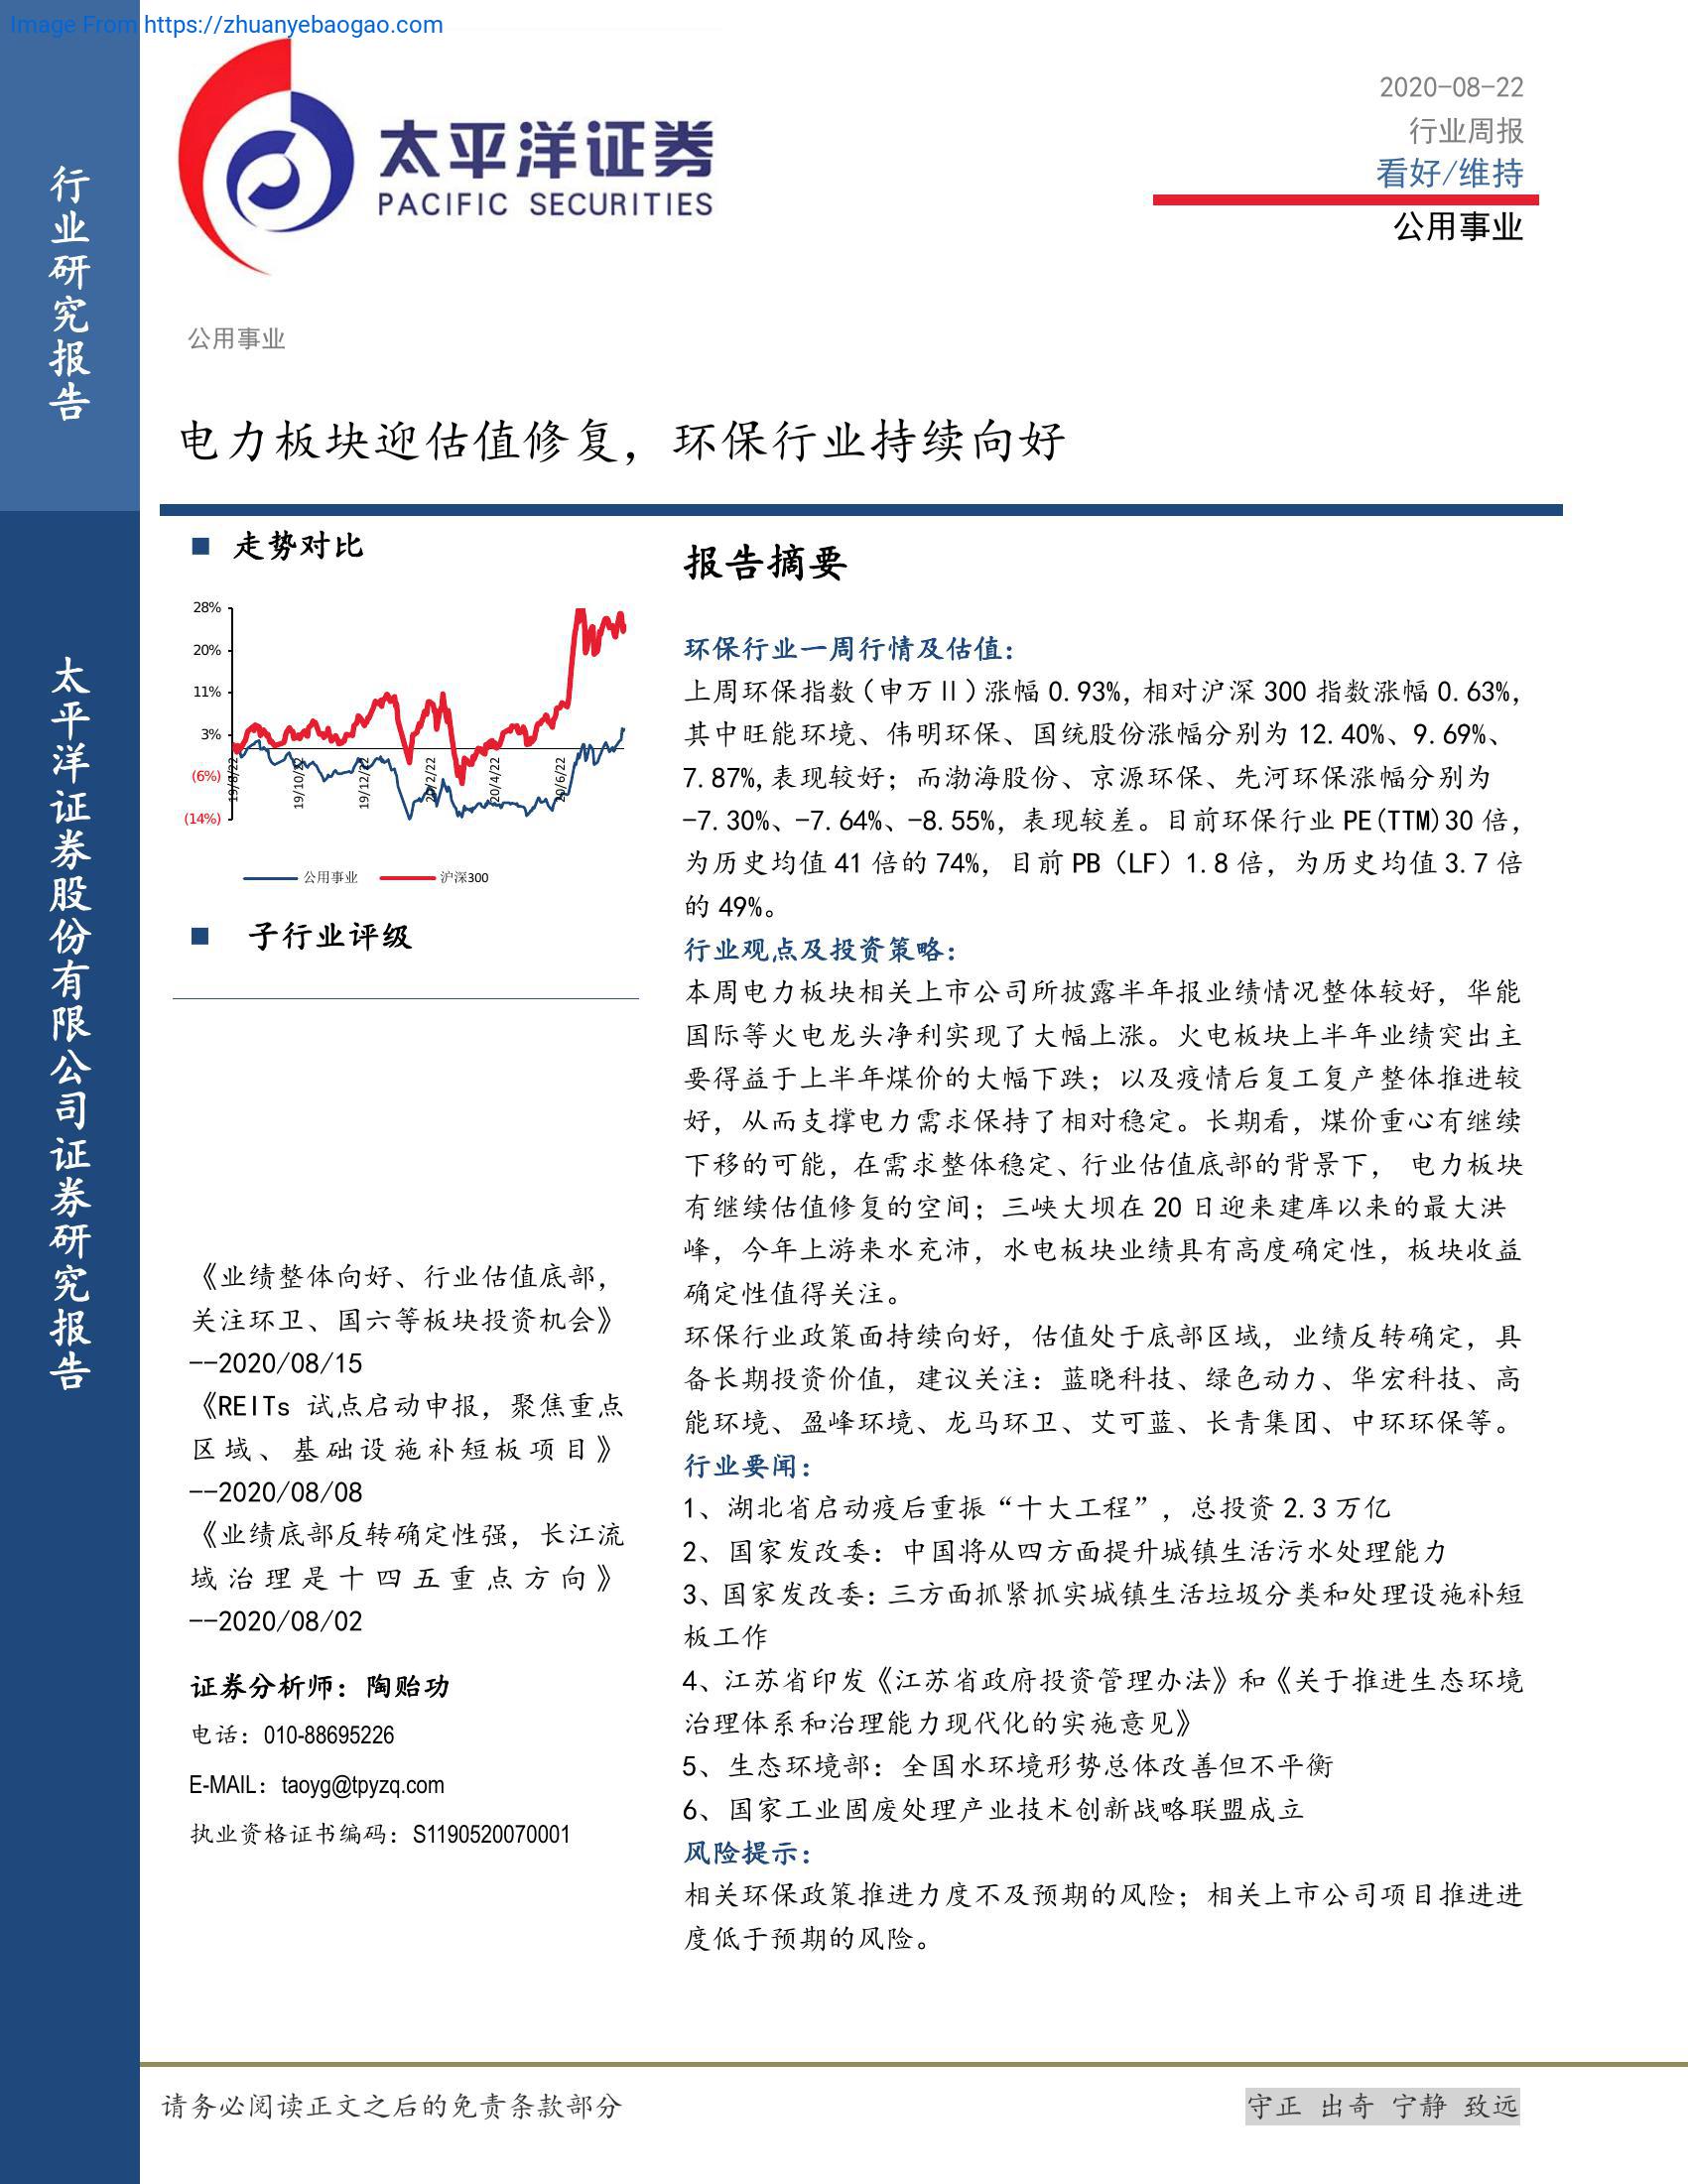 Image From https://zhuanyebaogao.com
行业研究报告
太平洋证券股份有限公司证券研究报告
太平洋证券
PACIFIC SECURITIES
2020-08-22
行业周报
看好/维持
公用事业
公用事业
电力板块迎估值修复，环保行业持续向好
■ 走势对比
28%
20%
11%
3%
(6%)
(14%)
19/8/22
19/10/22
19/12/22
20/2/22
20/4/22
20/6/22
公用事业 沪深300
■ 子行业评级
《业绩整体向好、行业估值底部，
关注环卫、国六等板块投资机会》
--2020/08/15
《REITs 试点启动申报，聚焦重点
区域、基础设施补短板项目》
--2020/08/08
《业绩底部反转确定性强，长江流
域治理是十四五重点方向》
--2020/08/02
证券分析师：陶贻功
电话：010-88695226
E-MAIL：taoyg@tpyzq.com
执业资格证书编码：S1190520070001
报告摘要
环保行业一周行情及估值：
上周环保指数（申万Ⅱ）涨幅 0.93%，相对沪深 300 指数涨幅 0.63%，
其中旺能环境、伟明环保、国统股份涨幅分别为 12.40%、9.69%、
7.87%，表现较好；而渤海股份、京源环保、先河环保涨幅分别为
-7.30%、-7.64%、-8.55%，表现较差。目前环保行业 PE(TTM)30 倍，
为历史均值 41 倍的 74%，目前 PB（LF）1.8 倍，为历史均值 3.7 倍
的 49%。
行业观点及投资策略：
本周电力板块相关上市公司所披露半年报业绩情况整体较好，华能
国际等火电龙头净利实现了大幅上涨。火电板块上半年业绩突出主
要得益于上半年煤价的大幅下跌；以及疫情后复工复产整体推进较
好，从而支撑电力需求保持了相对稳定。长期看，煤价重心有继续
下移的可能，在需求整体稳定、行业估值底部的背景下， 电力板块
有继续估值修复的空间；三峡大坝在 20 日迎来建库以来的最大洪
峰，今年上游来水充沛，水电板块业绩具有高度确定性，板块收益
确定性值得关注。
环保行业政策面持续向好，估值处于底部区域，业绩反转确定，具
备长期投资价值，建议关注：蓝晓科技、绿色动力、华宏科技、高
能环境、盈峰环境、龙马环卫、艾可蓝、长青集团、中环环保等。
行业要闻：
1、湖北省启动疫后重振“十大工程”，总投资 2.3 万亿
2、国家发改委：中国将从四方面提升城镇生活污水处理能力
3、国家发改委：三方面抓紧抓实城镇生活垃圾分类和处理设施补短
板工作
4、江苏省印发《江苏省政府投资管理办法》和《关于推进生态环境
治理体系和治理能力现代化的实施意见》
5、生态环境部：全国水环境形势总体改善但不平衡
6、国家工业固废处理产业技术创新战略联盟成立
风险提示：
相关环保政策推进力度不及预期的风险；相关上市公司项目推进进
度低于预期的风险。
请务必阅读正文之后的免责条款部分
守正 出奇 宁静 致远